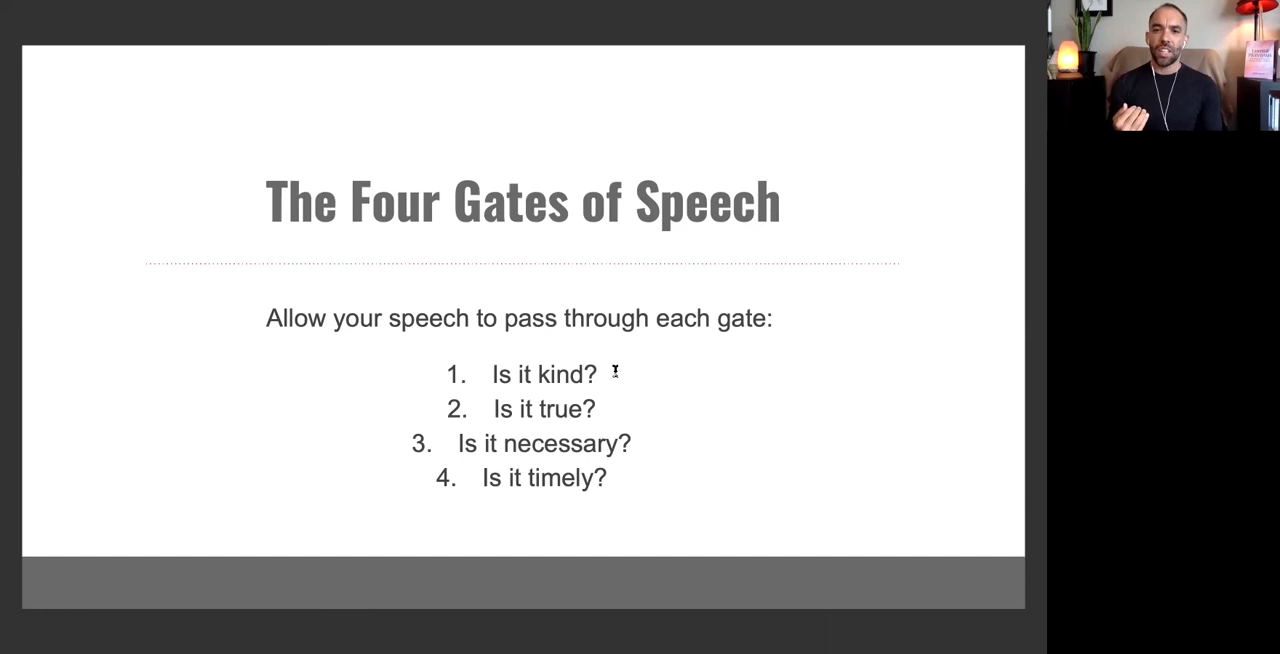 The Four Gates of Speech
Allow your speech to pass through each gate:
1. Is it kind?
2. Is it true?
3. Is it necessary?
4. Is it timely?